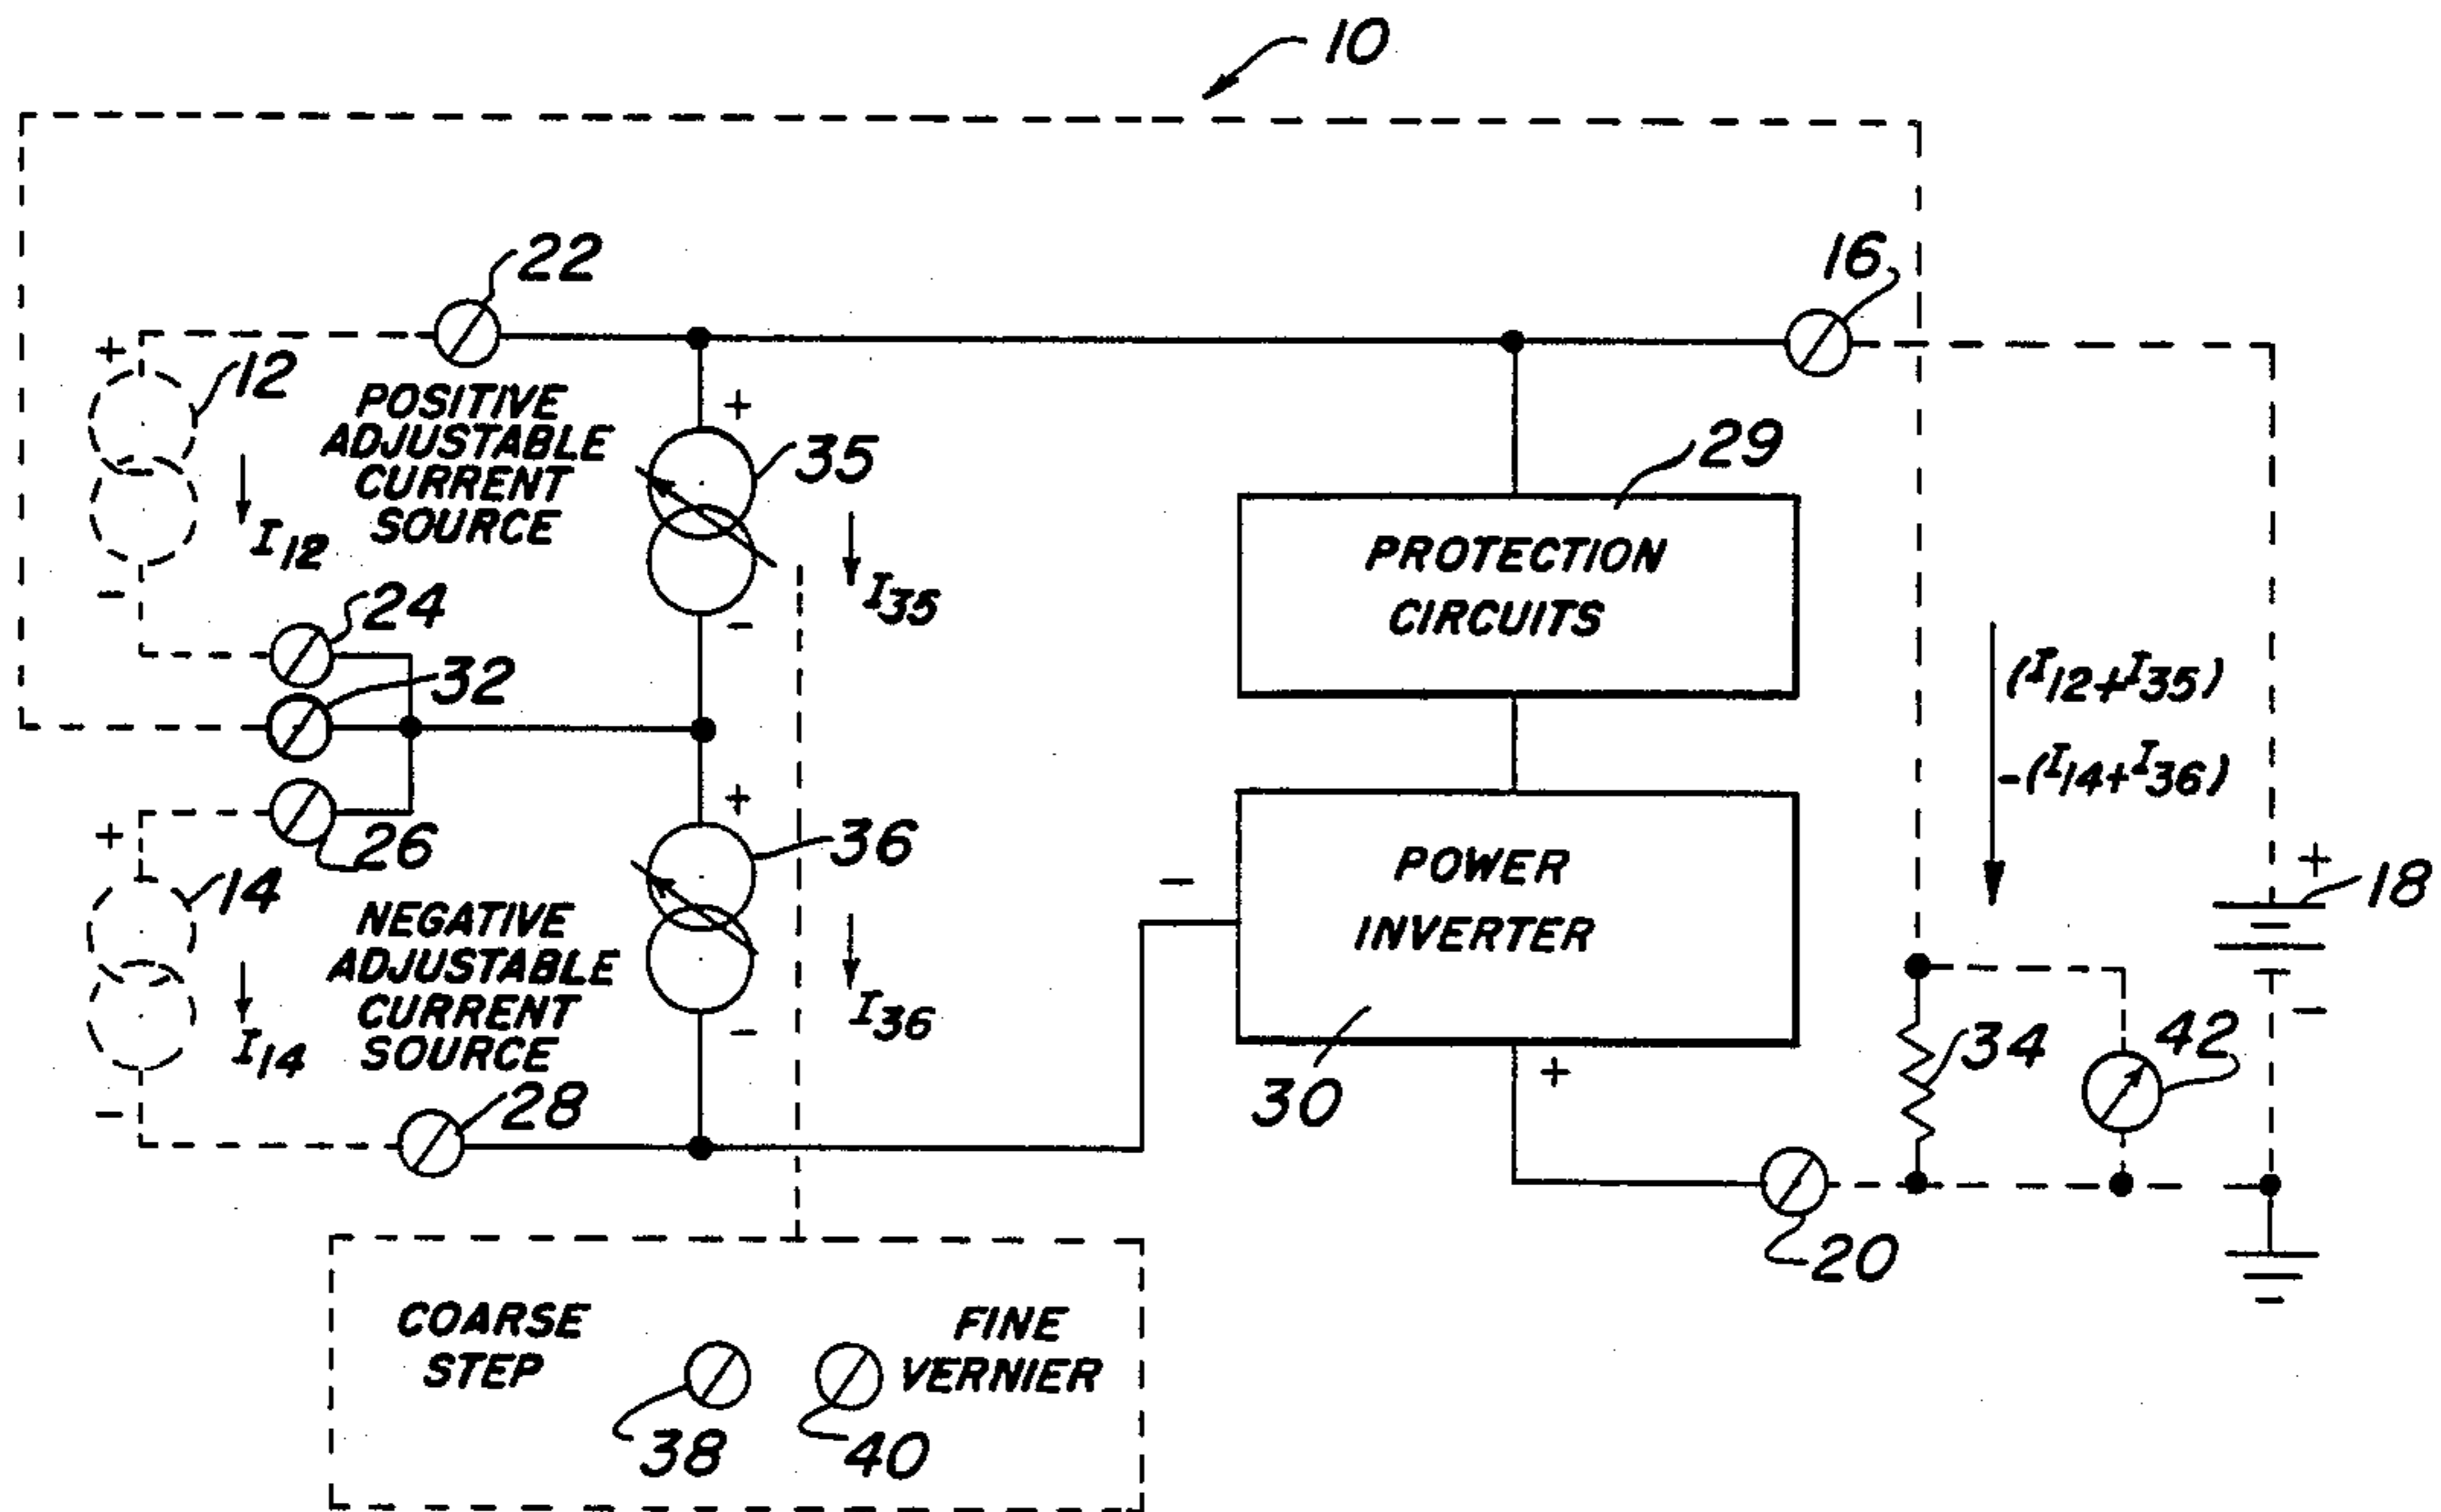 10
22
16
+
12
POSITIVE
ADJUSTABLE
CURRENT
SOURCE
+
35
29
I12
I35
PROTECTION
CIRCUITS
−
24
−
32
(I12+I35)
−(I14+I36)
+
26
+
36
14
NEGATIVE
ADJUSTABLE
CURRENT
SOURCE
−
POWER
INVERTER
+
18
I14
I36
−
30
+
34
42
−
−
28
20
COARSE
STEP
FINE
VERNIER
38
40